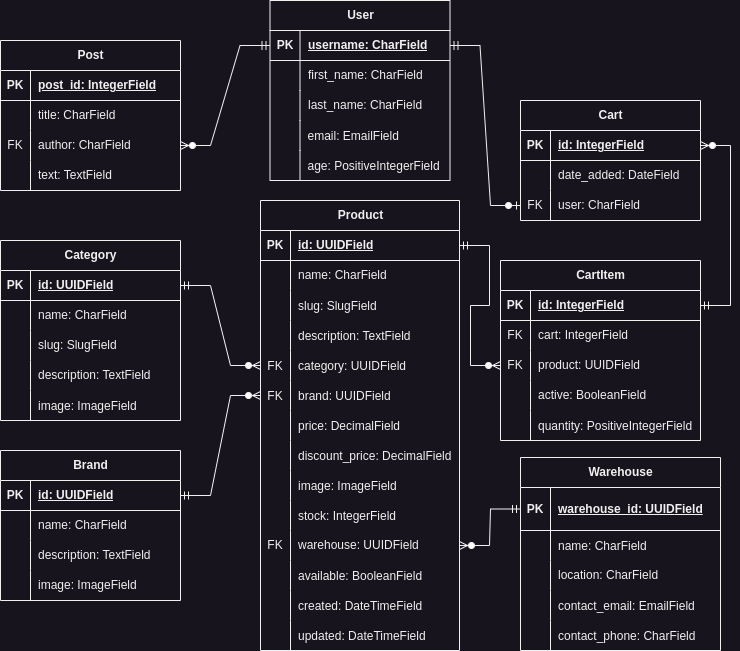 User
PK username: CharField
first_name: CharField
last_name: CharField
email: EmailField
age: PositiveIntegerField
Post
PK post_id: IntegerField
title: CharField
FK author: CharField
text: TextField
Cart
PK id: IntegerField
date_added: DateField
FK user: CharField
Product
PK id: UUIDField
name: CharField
slug: SlugField
description: TextField
FK category: UUIDField
FK brand: UUIDField
price: DecimalField
discount_price: DecimalField
image: ImageField
stock: IntegerField
FK warehouse: UUIDField
available: BooleanField
created: DateTimeField
updated: DateTimeField
Category
PK id: UUIDField
name: CharField
slug: SlugField
description: TextField
image: ImageField
CartItem
PK id: IntegerField
FK cart: IntegerField
FK product: UUIDField
active: BooleanField
quantity: PositiveIntegerField
Brand
PK id: UUIDField
name: CharField
description: TextField
image: ImageField
Warehouse
PK warehouse_id: UUIDField
name: CharField
location: CharField
contact_email: EmailField
contact_phone: CharField